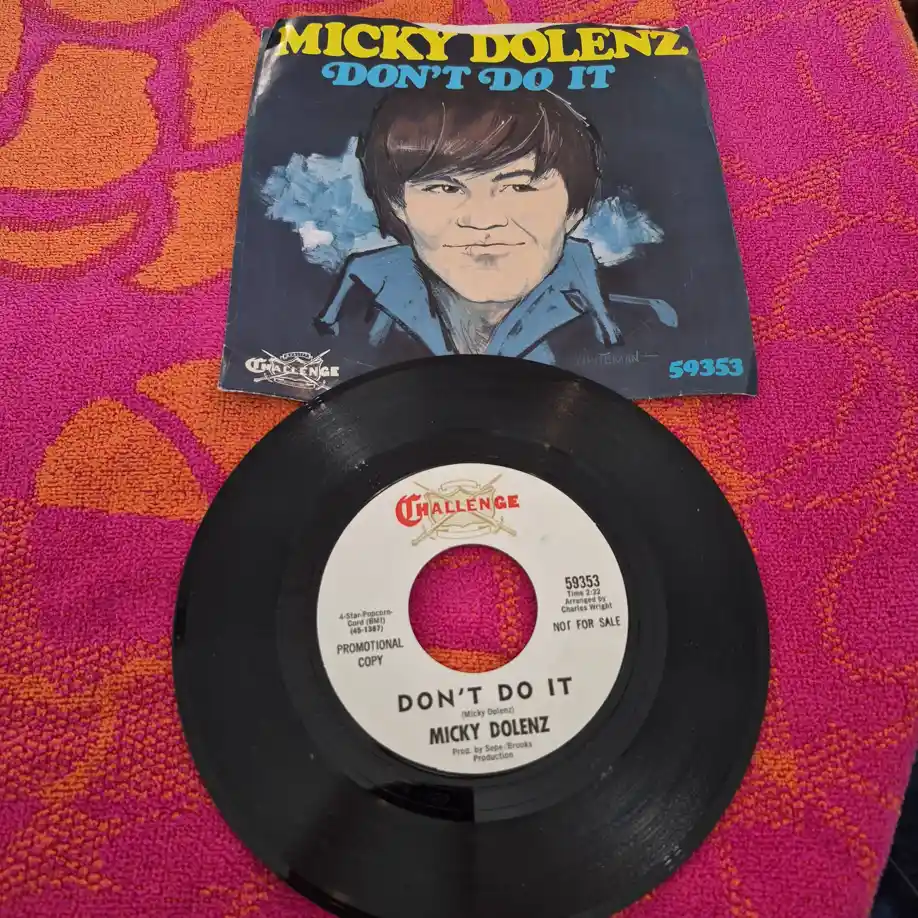 MICKY DOLENZ
DON'T DO IT
CHALLENGE
59353
CHALLENGE
59353
Time 2:22
Arranged by
Charles Wright
NOT FOR SALE
4-Star-Popcorn-
Cord (BMI)
(45-1367)
PROMOTIONAL
COPY
DON'T DO IT
(Micky Dolenz)
MICKY DOLENZ
Prod. by Sepe/Brooks
Production